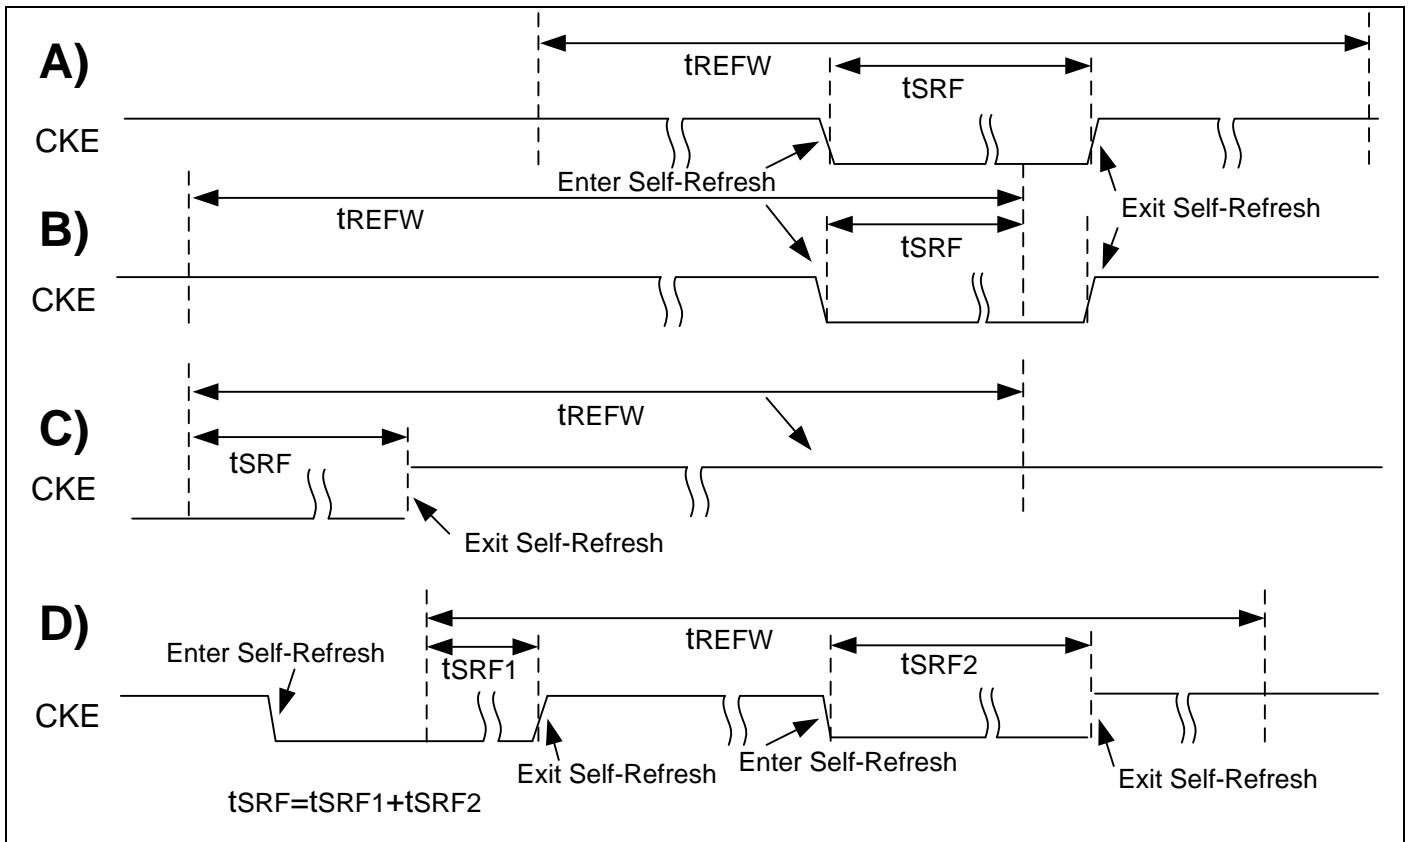 A)
tREFW
tSRF
CKE
Enter Self-Refresh
Exit Self-Refresh
tREFW
B)
tSRF
CKE
tREFW
C)
tSRF
CKE
Exit Self-Refresh
D)
tREFW
Enter Self-Refresh
tSRF1
tSRF2
CKE
Exit Self-Refresh
Enter Self-Refresh
Exit Self-Refresh
tSRF=tSRF1+tSRF2